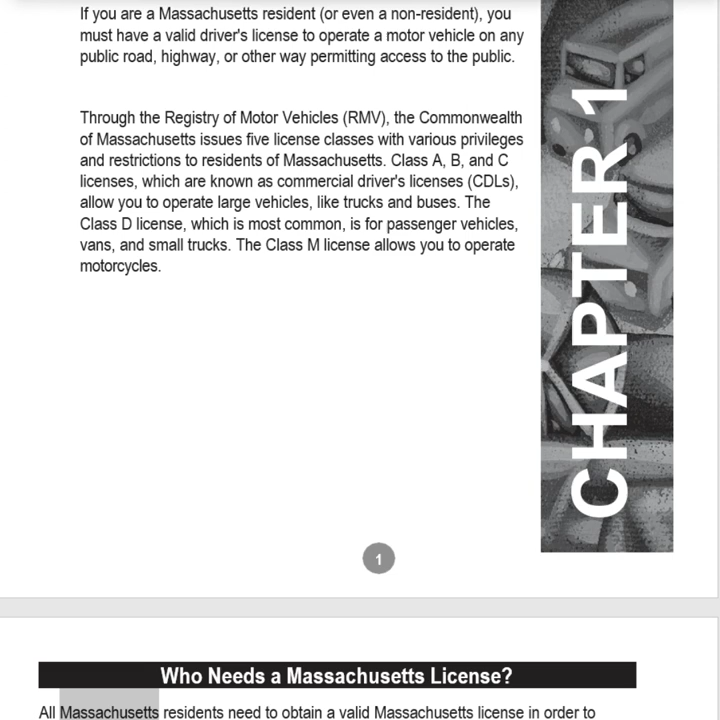 If you are a Massachusetts resident (or even a non-resident), you
must have a valid driver's license to operate a motor vehicle on any
public road, highway, or other way permitting access to the public.
Through the Registry of Motor Vehicles (RMV), the Commonwealth
of Massachusetts issues five license classes with various privileges
and restrictions to residents of Massachusetts. Class A, B, and C
licenses, which are known as commercial driver's licenses (CDLs),
allow you to operate large vehicles, like trucks and buses. The
Class D license, which is most common, is for passenger vehicles,
vans, and small trucks. The Class M license allows you to operate
motorcycles.
CHAPTER 1
1
Who Needs a Massachusetts License?
All Massachusetts residents need to obtain a valid Massachusetts license in order to